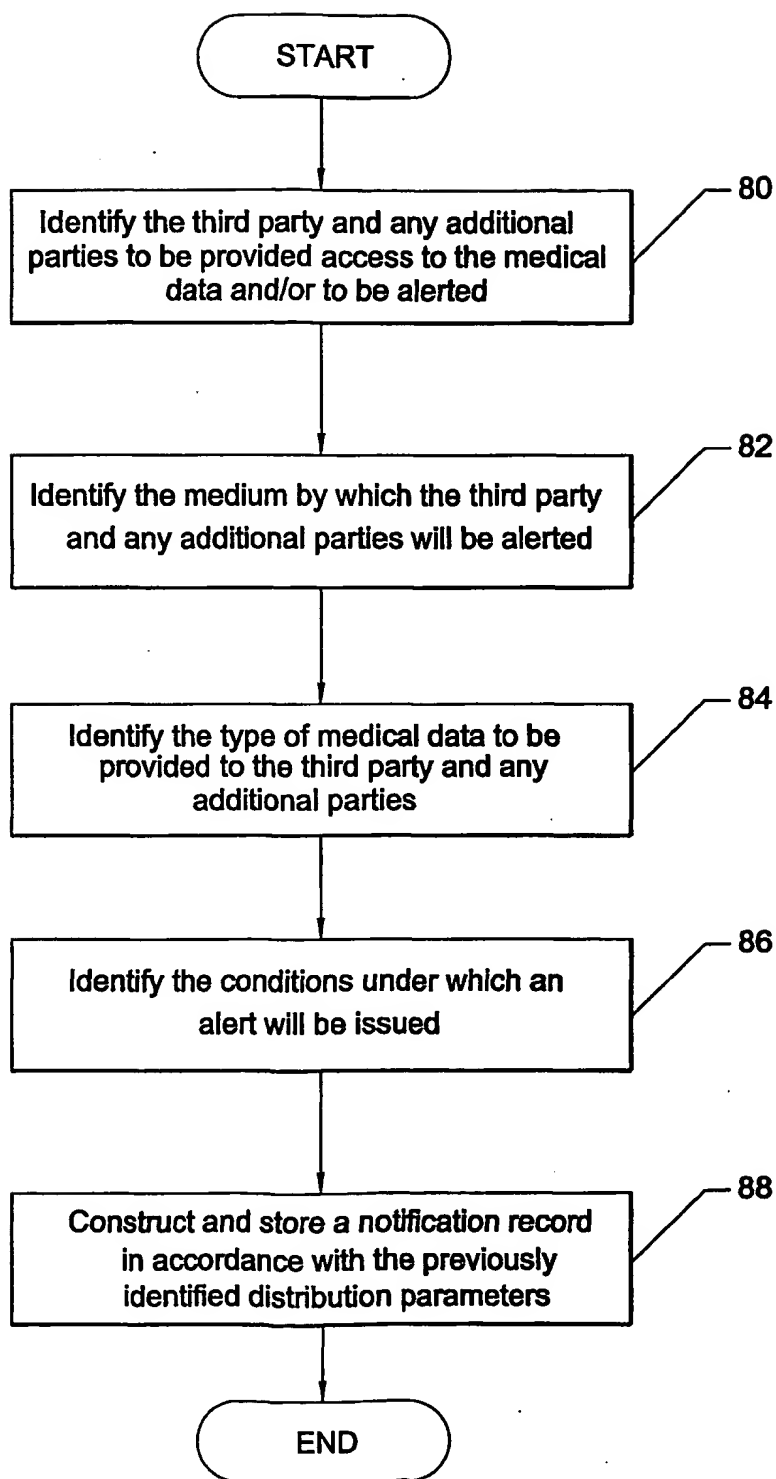 START
80
Identify the third party and any additional
parties to be provided access to the medical
data and/or to be alerted
82
Identify the medium by which the third party
and any additional parties will be alerted
84
Identify the type of medical data to be
provided to the third party and any
additional parties
86
Identify the conditions under which an
alert will be issued
88
Construct and store a notification record
in accordance with the previously
identified distribution parameters
END